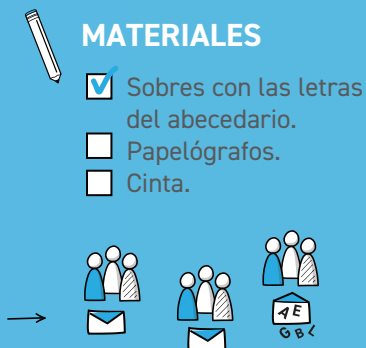 MATERIALES
Sobres con las letras
del abecedario.
Papelógrafos.
Cinta.
A E
G B L